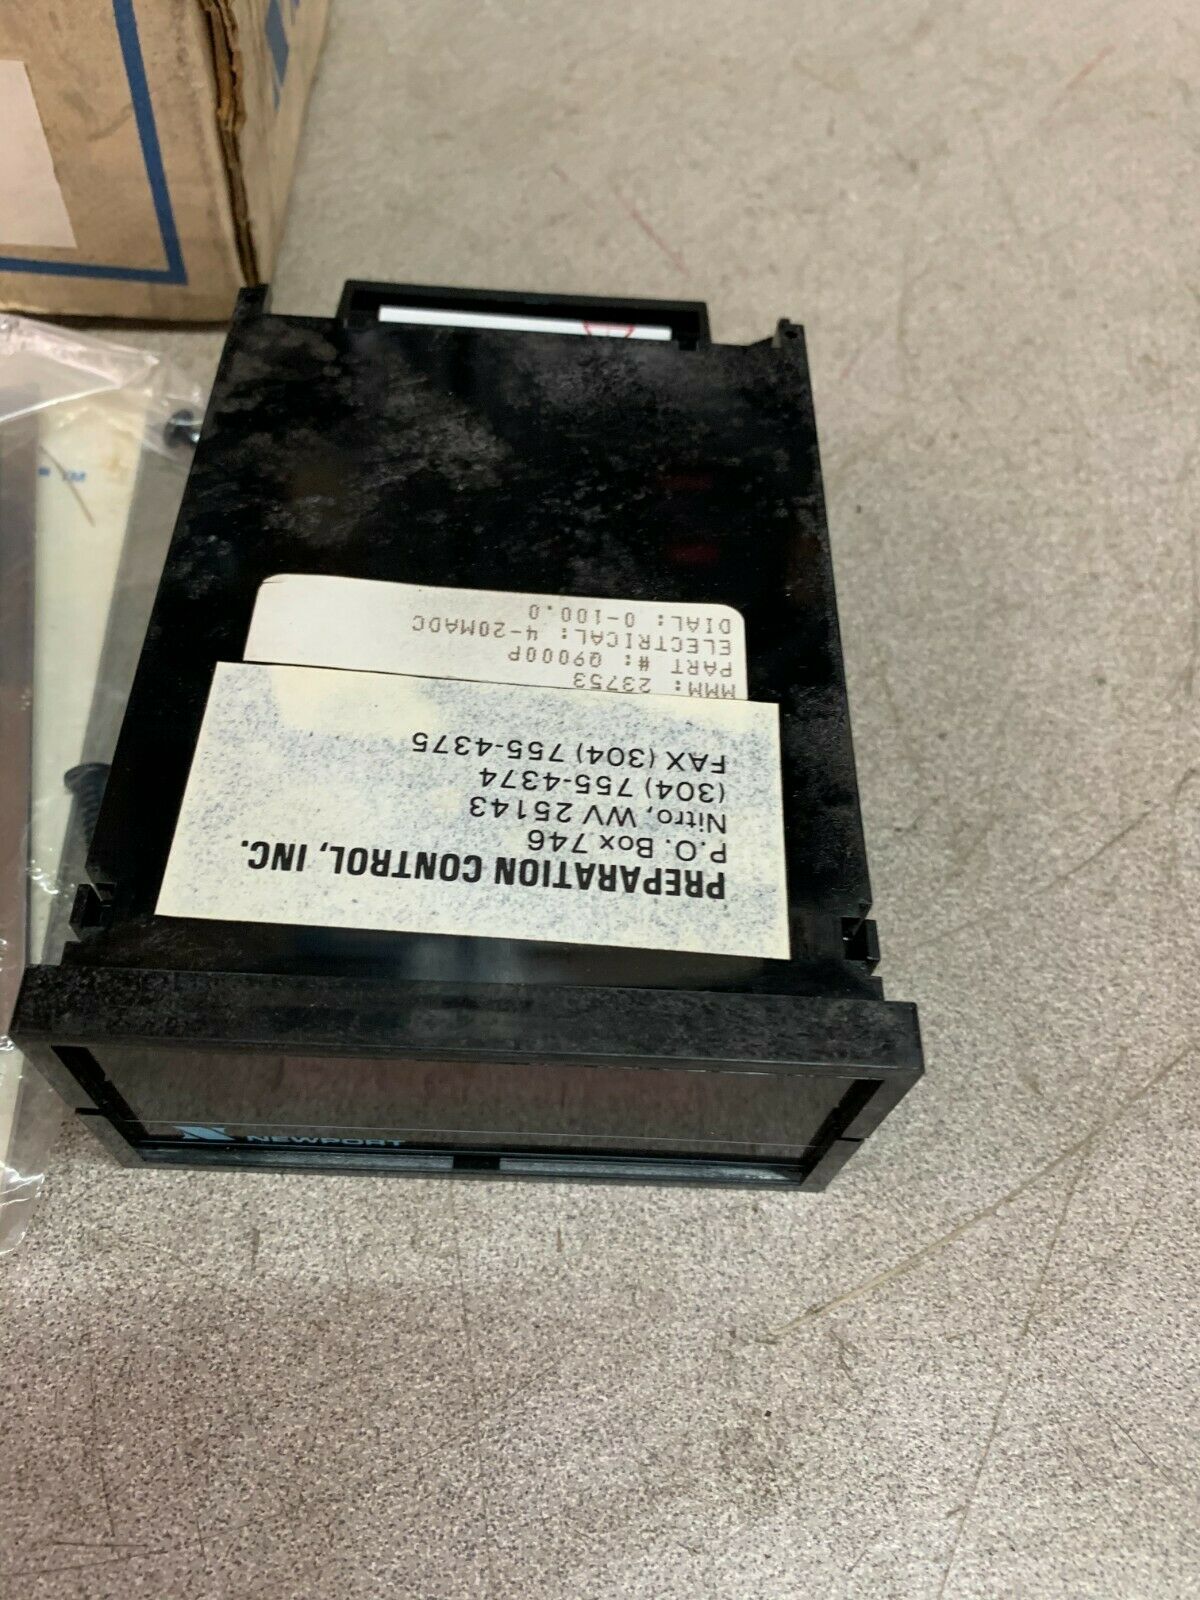 PREPARATION CONTROL, INC.
P.O. Box 746
Nitro, WV 25143
(304) 755-4374
FAX (304) 755-4375
MMM: 23753
PART #: Q9000P
ELECTRICAL: 4-20MADC
DIAL: 0-100.0
NEWPORT